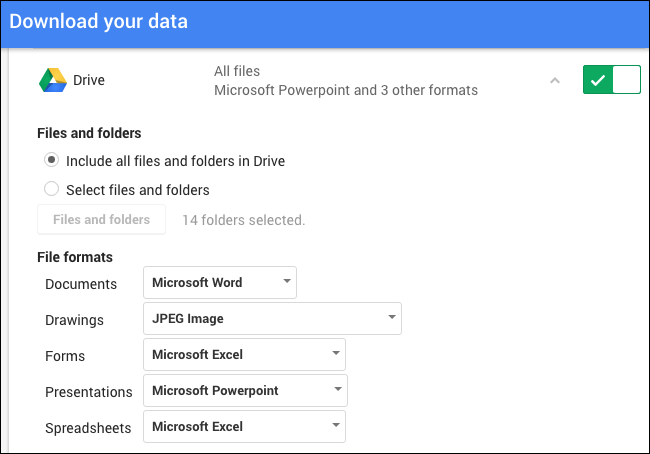 Download your data
Drive
All files
Microsoft Powerpoint and 3 other formats
Files and folders
Include all files and folders in Drive
Select files and folders
Files and folders 14 folders selected.
File formats
Documents Microsoft Word
Drawings JPEG Image
Forms Microsoft Excel
Presentations Microsoft Powerpoint
Spreadsheets Microsoft Excel